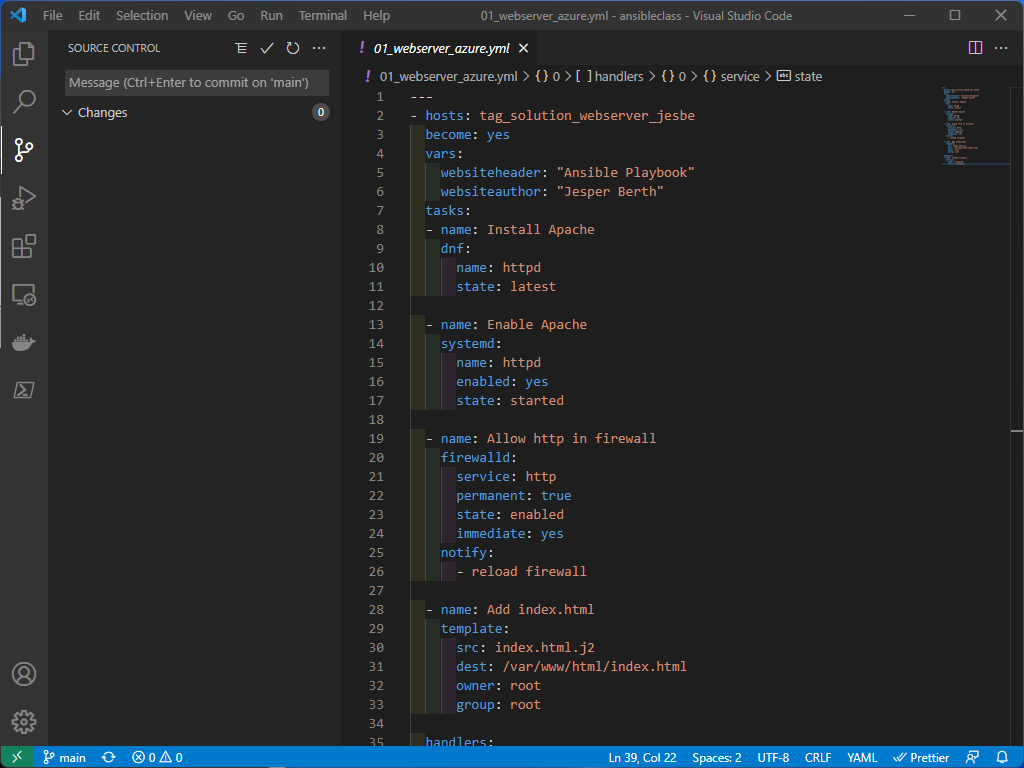 File Edit Selection View Go Run Terminal Help 01_webserver_azure.yml - ansibleclass - Visual Studio Code
SOURCE CONTROL
Message (Ctrl+Enter to commit on 'main')
Changes 0
! 01_webserver_azure.yml
! 01_webserver_azure.yml > {} 0 > [ ] handlers > {} 0 > {} service > abc state
1 ---
2 - hosts: tag_solution_webserver_jesbe
3 become: yes
4 vars:
5 websiteheader: "Ansible Playbook"
6 websiteauthor: "Jesper Berth"
7 tasks:
8 - name: Install Apache
9 dnf:
10 name: httpd
11 state: latest
12
13 - name: Enable Apache
14 systemd:
15 name: httpd
16 enabled: yes
17 state: started
18
19 - name: Allow http in firewall
20 firewalld:
21 service: http
22 permanent: true
23 state: enabled
24 immediate: yes
25 notify:
26 - reload firewall
27
28 - name: Add index.html
29 template:
30 src: index.html.j2
31 dest: /var/www/html/index.html
32 owner: root
33 group: root
34
35 handlers:
main 0 0 Ln 39, Col 22 Spaces: 2 UTF-8 CRLF YAML Prettier